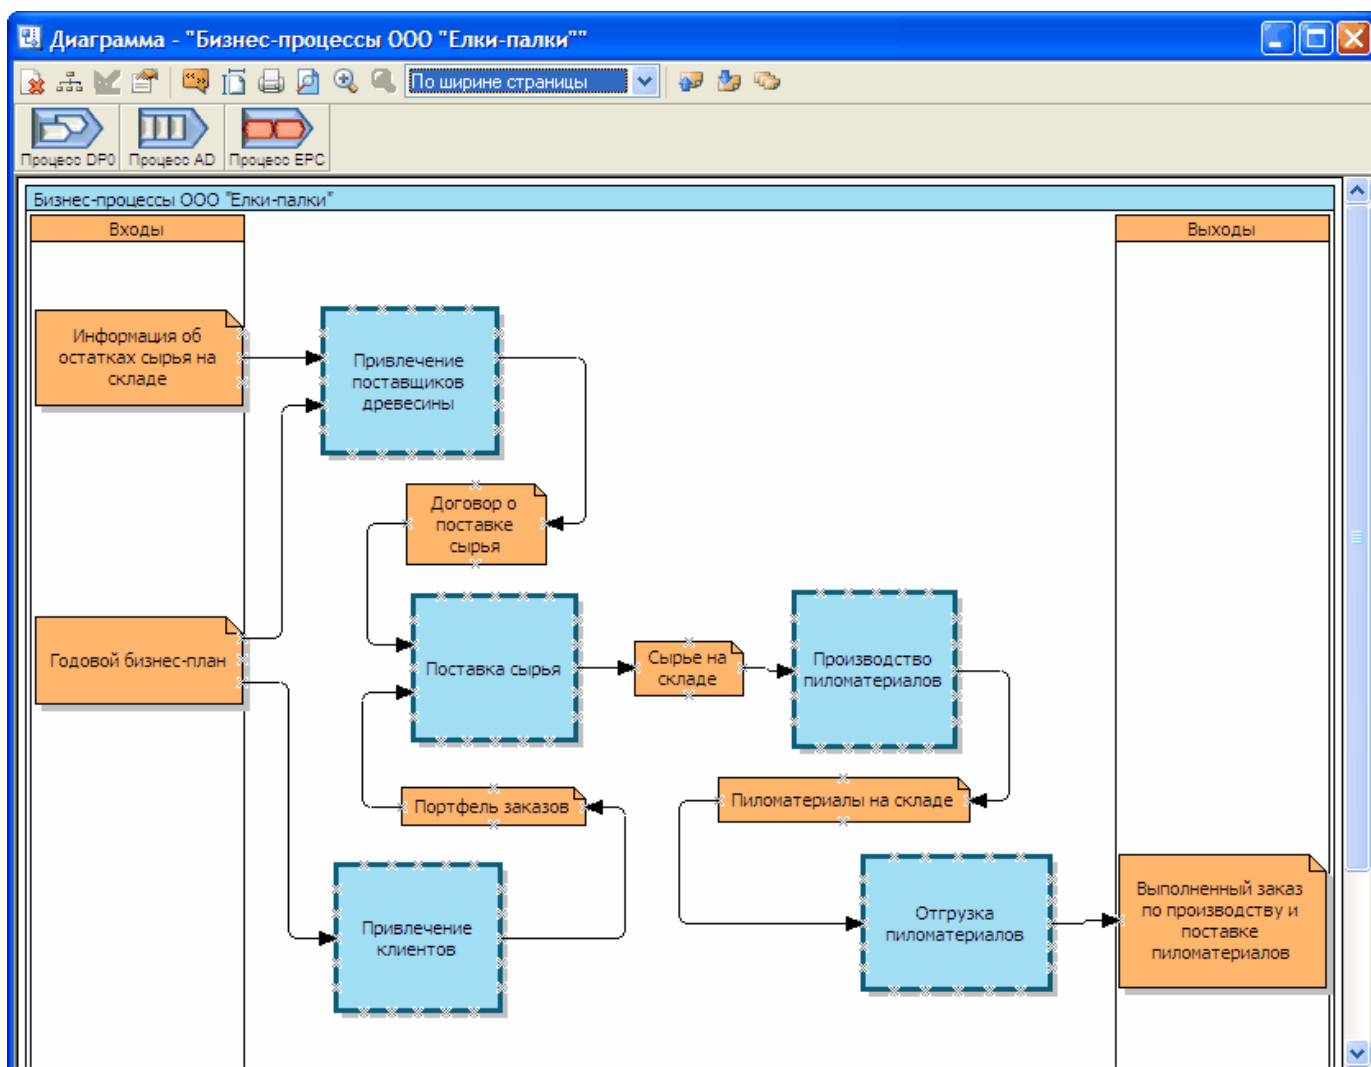 Диаграмма - "Бизнес-процессы ООО "Елки-палки""
По ширине страницы
Процесс DP0
Процесс AD
Процесс EPC
Бизнес-процессы ООО "Елки-палки"
Входы
Выходы
Информация об
остатках сырья на
складе
Привлечение
поставщиков
древесины
Договор о
поставке
сырья
Годовой бизнес-план
Поставка сырья
Сырье на
складе
Производство
пиломатериалов
Портфель заказов
Пиломатериалы на складе
Привлечение
клиентов
Отгрузка
пиломатериалов
Выполненный заказ
по производству и
поставке
пиломатериалов